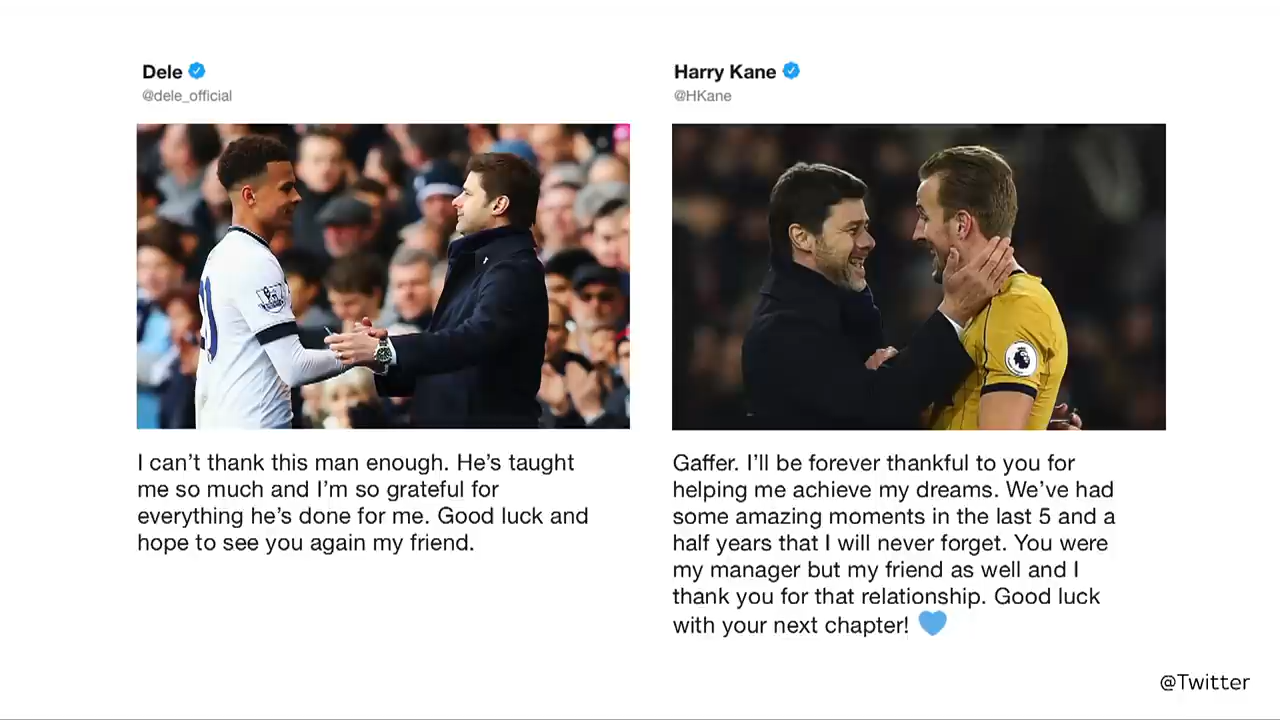 Dele
@dele_official
I can't thank this man enough. He's taught
me so much and I'm so grateful for
everything he's done for me. Good luck and
hope to see you again my friend.
Harry Kane
@HKane
Gaffer. I'll be forever thankful to you for
helping me achieve my dreams. We've had
some amazing moments in the last 5 and a
half years that I will never forget. You were
my manager but my friend as well and I
thank you for that relationship. Good luck
with your next chapter! 💙
@Twitter